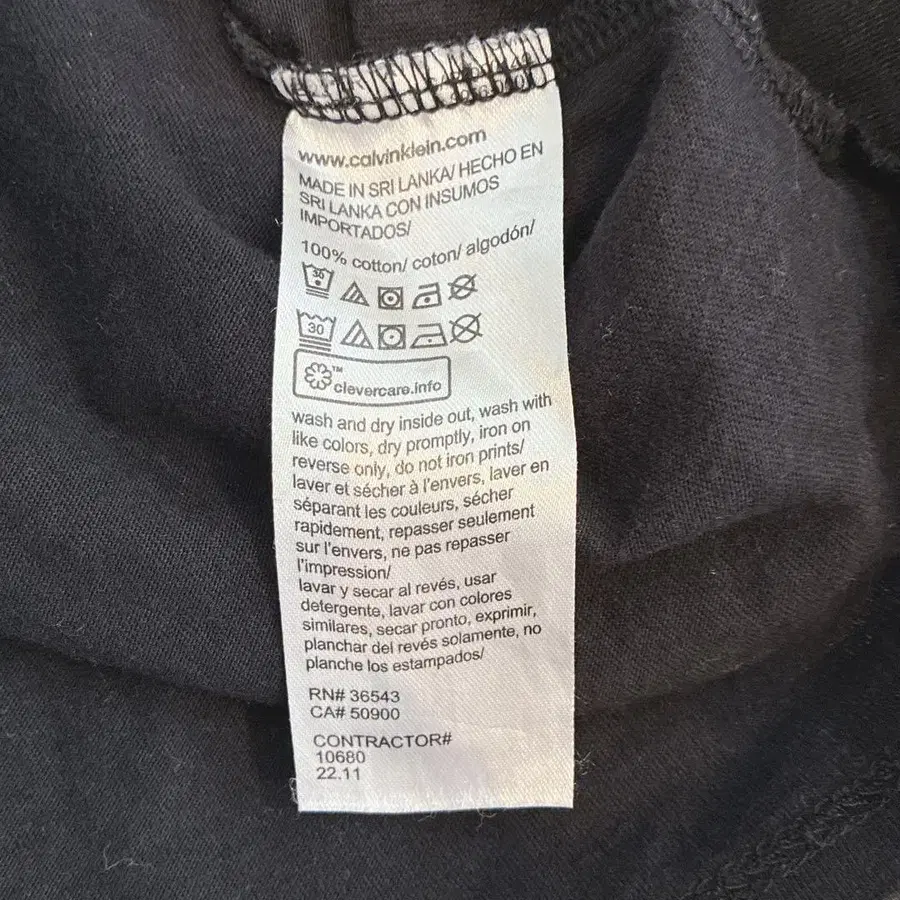 www.calvinklein.com
MADE IN SRI LANKA/ HECHO EN
SRI LANKA CON INSUMOS
IMPORTADOS/
100% cotton/ coton/ algodón/
30
30
™
clevercare.info
wash and dry inside out, wash with
like colors, dry promptly, iron on
reverse only, do not iron prints/
laver et sécher à l'envers, laver en
séparant les couleurs, sécher
rapidement, repasser seulement
sur l'envers, ne pas repasser
l'impression/
lavar y secar al revés, usar
detergente, lavar con colores
similares, secar pronto, exprimir,
planchar del revés solamente, no
planche los estampados/
RN# 36543
CA# 50900
CONTRACTOR#
10680
22.11